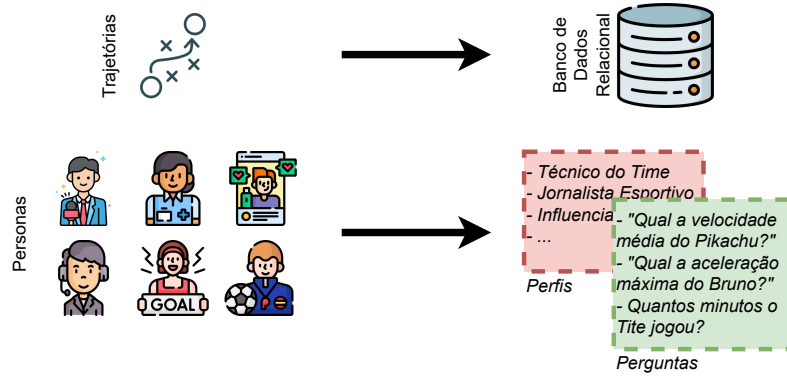 Trajetórias
Banco de
Dados
Relacional
Personas
GOAL
P
- Técnico do Time
- Jornalista Esportivo
- Influencia
- ...
Perfis
- "Qual a velocidade
média do Pikachu?"
- "Qual a aceleração
máxima do Bruno?"
- Quantos minutos o
Tite jogou?
Perguntas